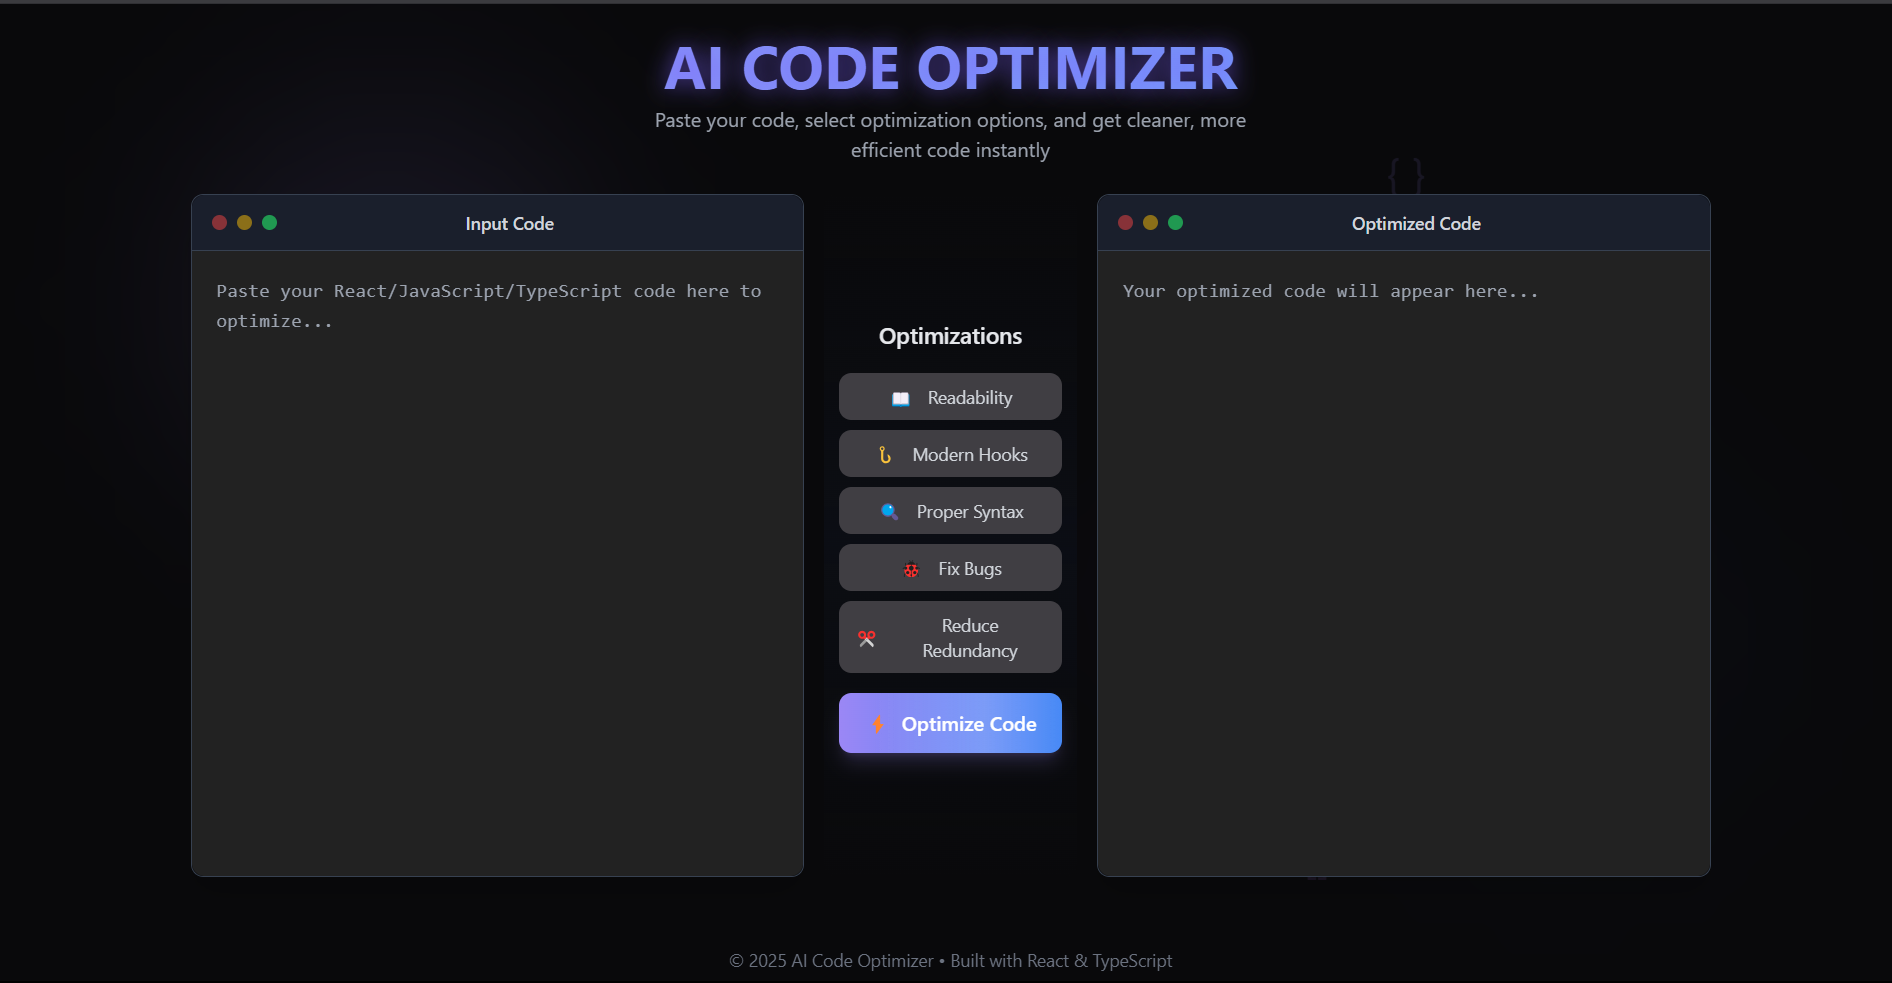 AI CODE OPTIMIZER
Paste your code, select optimization options, and get cleaner, more
efficient code instantly
{ }
Input Code
Paste your React/JavaScript/TypeScript code here to
optimize...
Optimizations
Readability
Modern Hooks
Proper Syntax
Fix Bugs
Reduce
Redundancy
Optimize Code
Optimized Code
Your optimized code will appear here...
© 2025 AI Code Optimizer • Built with React & TypeScript